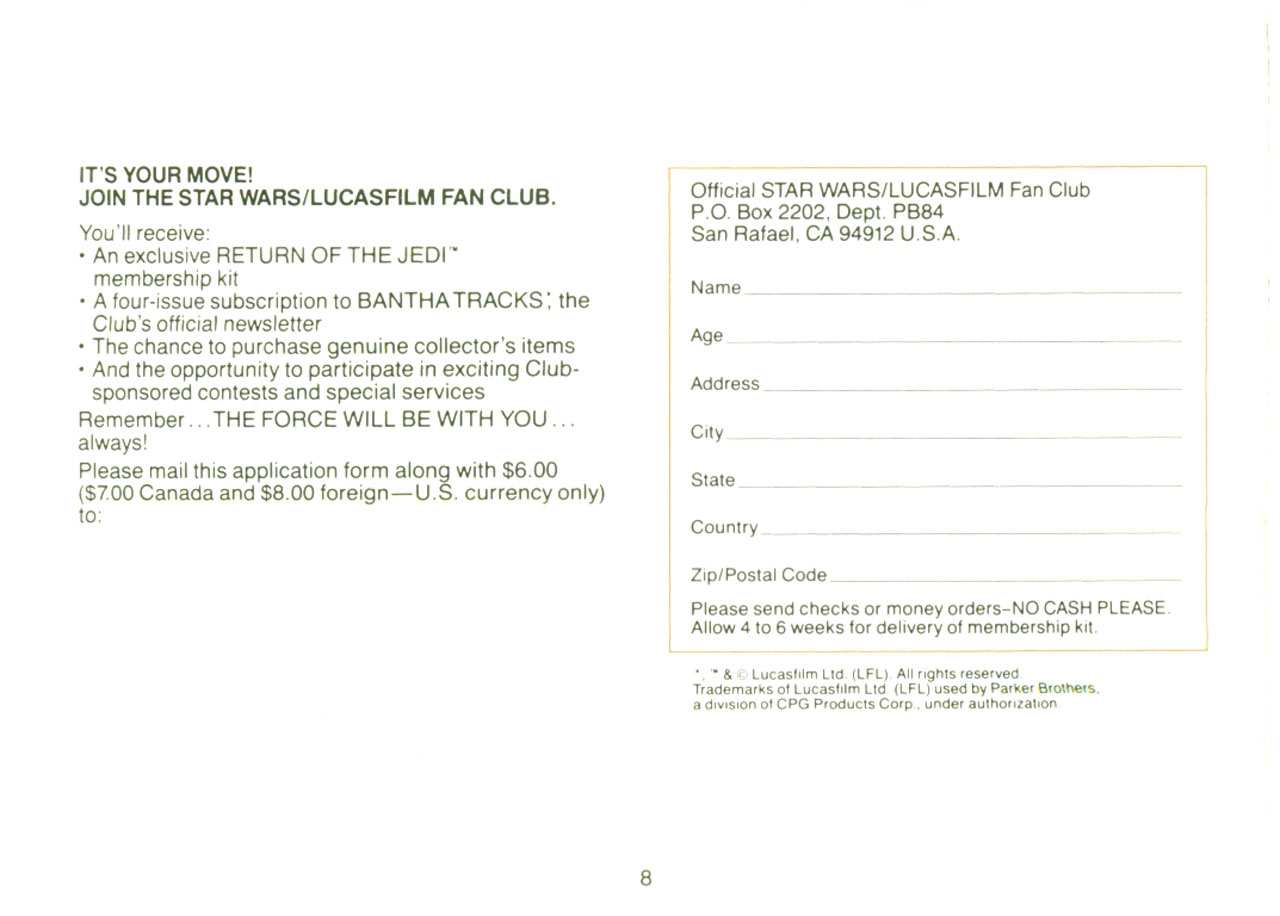 IT'S YOUR MOVE!
JOIN THE STAR WARS/LUCASFILM FAN CLUB.
You'll receive:
• An exclusive RETURN OF THE JEDI™
membership kit
• A four-issue subscription to BANTHA TRACKS,* the
Club's official newsletter
• The chance to purchase genuine collector's items
• And the opportunity to participate in exciting Club-
sponsored contests and special services
Remember...THE FORCE WILL BE WITH YOU...
always!
Please mail this application form along with $6.00
($7.00 Canada and $8.00 foreign—U.S. currency only)
to:
Official STAR WARS/LUCASFILM Fan Club
P.O. Box 2202, Dept. PB84
San Rafael, CA 94912 U.S.A.
Name
Age
Address
City
State
Country
Zip/Postal Code
Please send checks or money orders–NO CASH PLEASE.
Allow 4 to 6 weeks for delivery of membership kit.
*, ™ & © Lucasfilm Ltd. (LFL). All rights reserved.
Trademarks of Lucasfilm Ltd. (LFL) used by Parker Brothers,
a division of CPG Products Corp., under authorization.
8